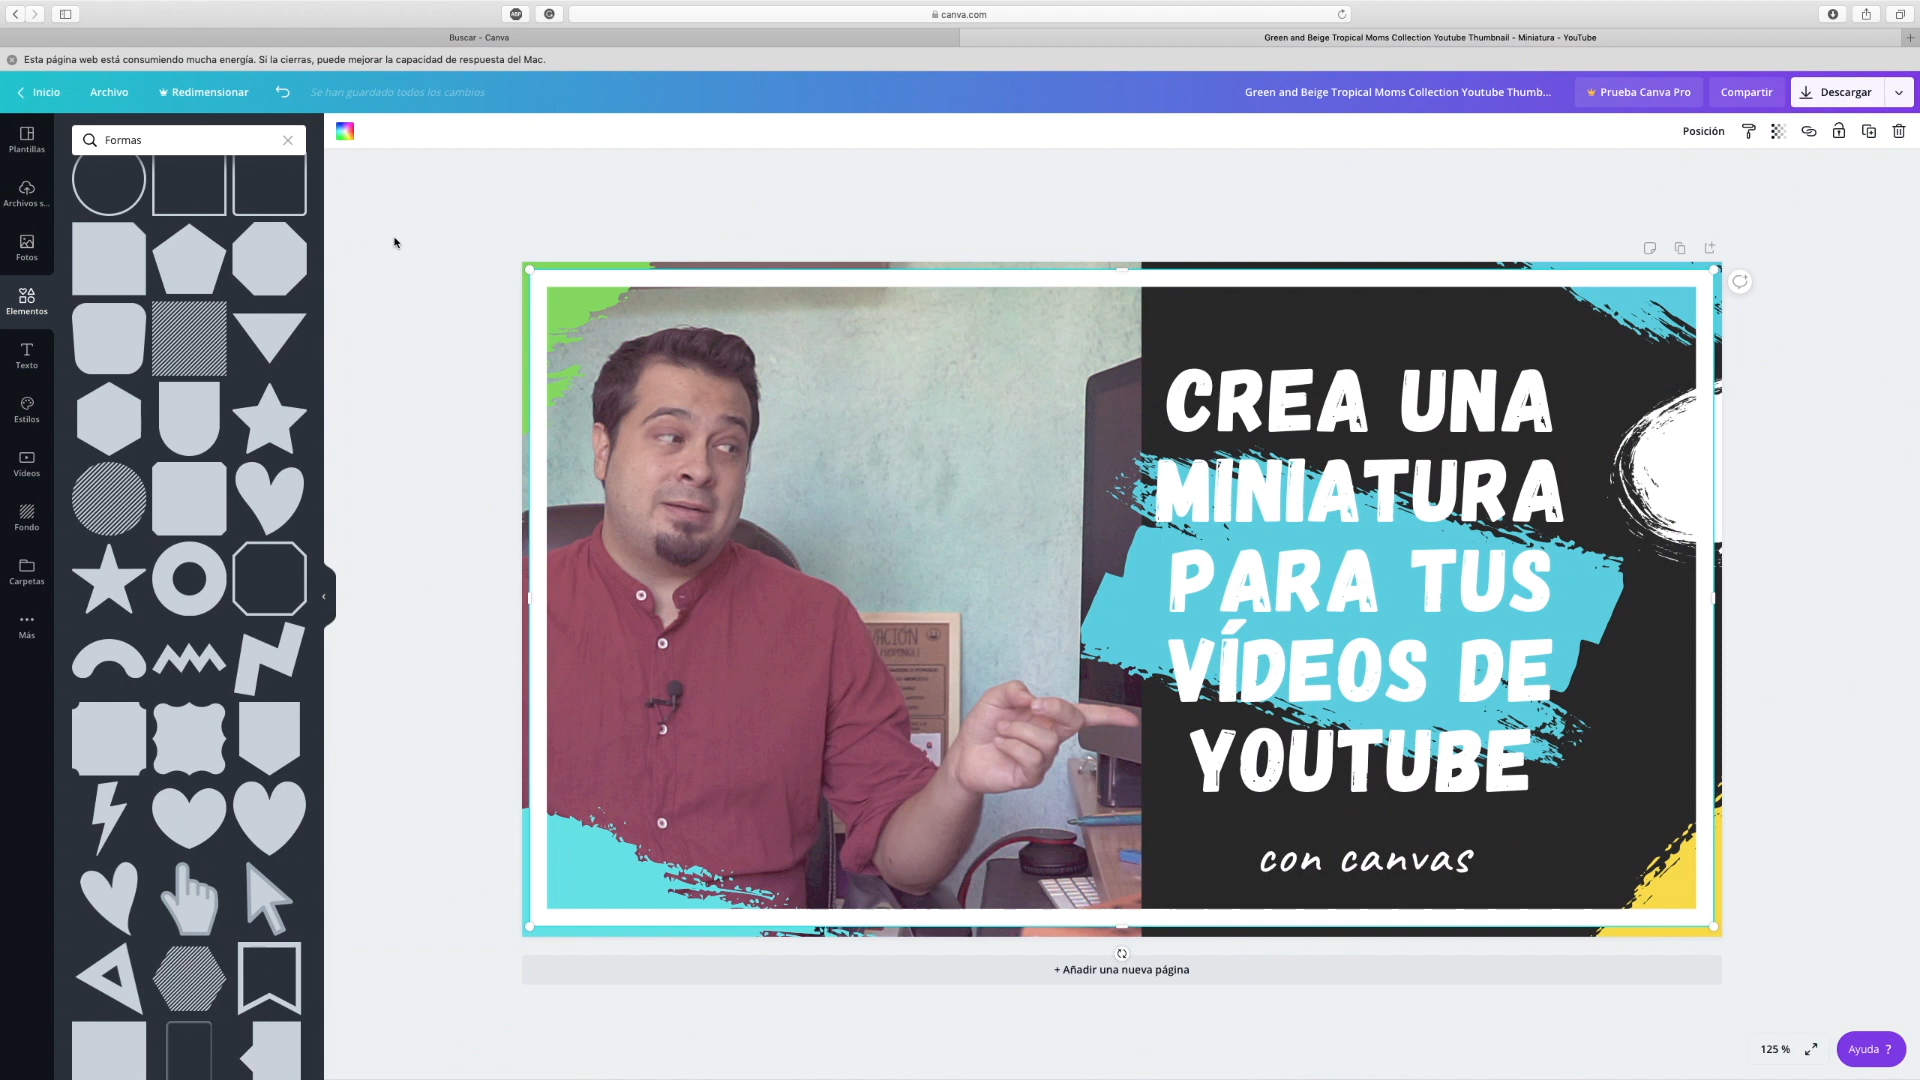 canva.com
Buscar - Canva
Green and Beige Tropical Moms Collection Youtube Thumbnail - Miniatura - YouTube
Esta página web está consumiendo mucha energía. Si la cierras, puede mejorar la capacidad de respuesta del Mac.
Inicio
Archivo
Redimensionar
Se han guardado todos los cambios
Green and Beige Tropical Moms Collection Youtube Thumb...
Prueba Canva Pro
Compartir
Descargar
Formas
Posición
Plantillas
Archivos s...
Fotos
Elementos
Texto
Estilos
Vídeos
Fondo
Carpetas
Más
CREA UNA
MINIATURA
PARA TUS
VÍDEOS DE
YOUTUBE
con canvas
+ Añadir una nueva página
125 %
Ayuda ?